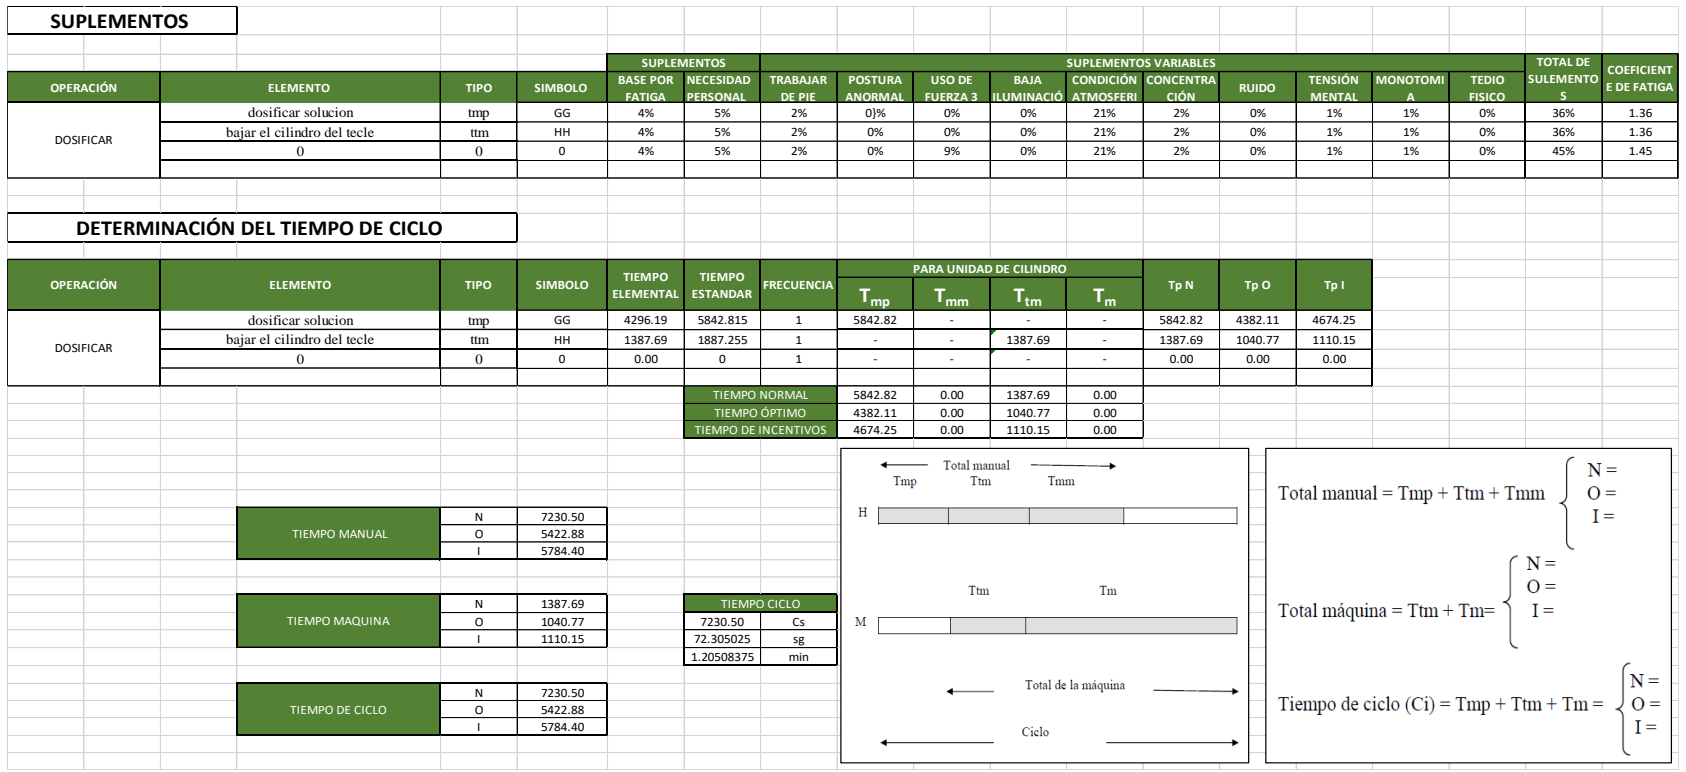 SUPLEMENTOS
SUPLEMENTOS SUPLEMENTOS VARIABLES TOTAL DE SULEMENTO S COEFICIENT E DE FATIGA
OPERACIÓN ELEMENTO TIPO SIMBOLO BASE POR FATIGA NECESIDAD PERSONAL TRABAJAR DE PIE POSTURA ANORMAL USO DE FUERZA 3 BAJA ILUMINACIÓ CONDICIÓN ATMOSFERI CONCENTRA CIÓN RUIDO TENSIÓN MENTAL MONOTOMI A TEDIO FISICO
DOSIFICAR
dosificar solucion tmp GG 4% 5% 2% 0}% 0% 0% 21% 2% 0% 1% 1% 0% 36% 1.36
bajar el cilindro del tecle ttm HH 4% 5% 2% 0% 0% 0% 21% 2% 0% 1% 1% 0% 36% 1.36
0 0 0 4% 5% 2% 0% 9% 0% 21% 2% 0% 1% 1% 0% 45% 1.45
DETERMINACIÓN DEL TIEMPO DE CICLO
OPERACIÓN ELEMENTO TIPO SIMBOLO TIEMPO ELEMENTAL TIEMPO ESTANDAR FRECUENCIA PARA UNIDAD DE CILINDRO Tp N Tp O Tp I
Tmp Tmm Ttm Tm
DOSIFICAR
dosificar solucion tmp GG 4296.19 5842.815 1 5842.82 - - - 5842.82 4382.11 4674.25
bajar el cilindro del tecle ttm HH 1387.69 1887.255 1 - - 1387.69 - 1387.69 1040.77 1110.15
0 0 0 0.00 0 1 - - - - 0.00 0.00 0.00
TIEMPO NORMAL 5842.82 0.00 1387.69 0.00
TIEMPO ÓPTIMO 4382.11 0.00 1040.77 0.00
TIEMPO DE INCENTIVOS 4674.25 0.00 1110.15 0.00
TIEMPO MANUAL
N 7230.50
O 5422.88
I 5784.40
TIEMPO MAQUINA
N 1387.69
O 1040.77
I 1110.15
TIEMPO CICLO
7230.50 Cs
72.305025 sg
1.20508375 min
TIEMPO DE CICLO
N 7230.50
O 5422.88
I 5784.40
Total manual
Tmp Ttm Tmm
H
Ttm Tm
M
Total de la máquina
Ciclo
Total manual = Tmp + Ttm + Tmm
N =
O =
I =
Total máquina = Ttm + Tm=
N =
O =
I =
Tiempo de ciclo (Ci) = Tmp + Ttm + Tm =
N =
O =
I =